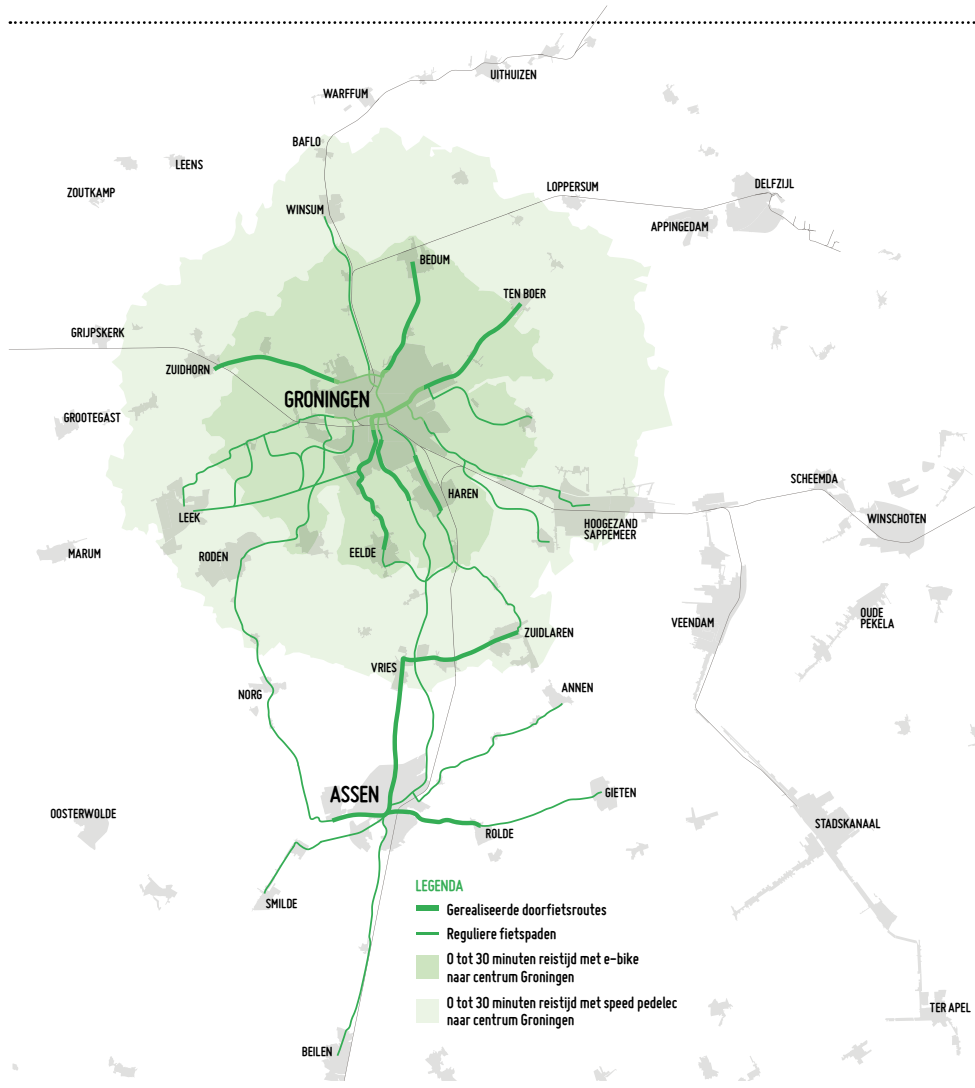 UITHUIZEN
WARFFUM
BAFLO
LEENS
ZOUTKAMP
LOPPERSUM
DELFZIJL
WINSUM
APPINGEDAM
BEDUM
TEN BOER
GRIJPSKERK
ZUIDHORN
GRONINGEN
GROOTEGAST
SCHEEMDA
HAREN
LEEK
HOOGEZAND
SAPPEMEER
WINSCHOTEN
MARUM
RODEN
EELDE
OUDE
PEKELA
VEENDAM
ZUIDLAREN
VRIES
NORG
ANNEN
ASSEN
GIETEN
OOSTERWOLDE
ROLDE
STADSKANAAL
SMILDE
LEGENDA
Gerealiseerde doorfietsroutes
Reguliere fietspaden
0 tot 30 minuten reistijd met e-bike
naar centrum Groningen
0 tot 30 minuten reistijd met speed pedelec
naar centrum Groningen
TER APEL
BEILEN